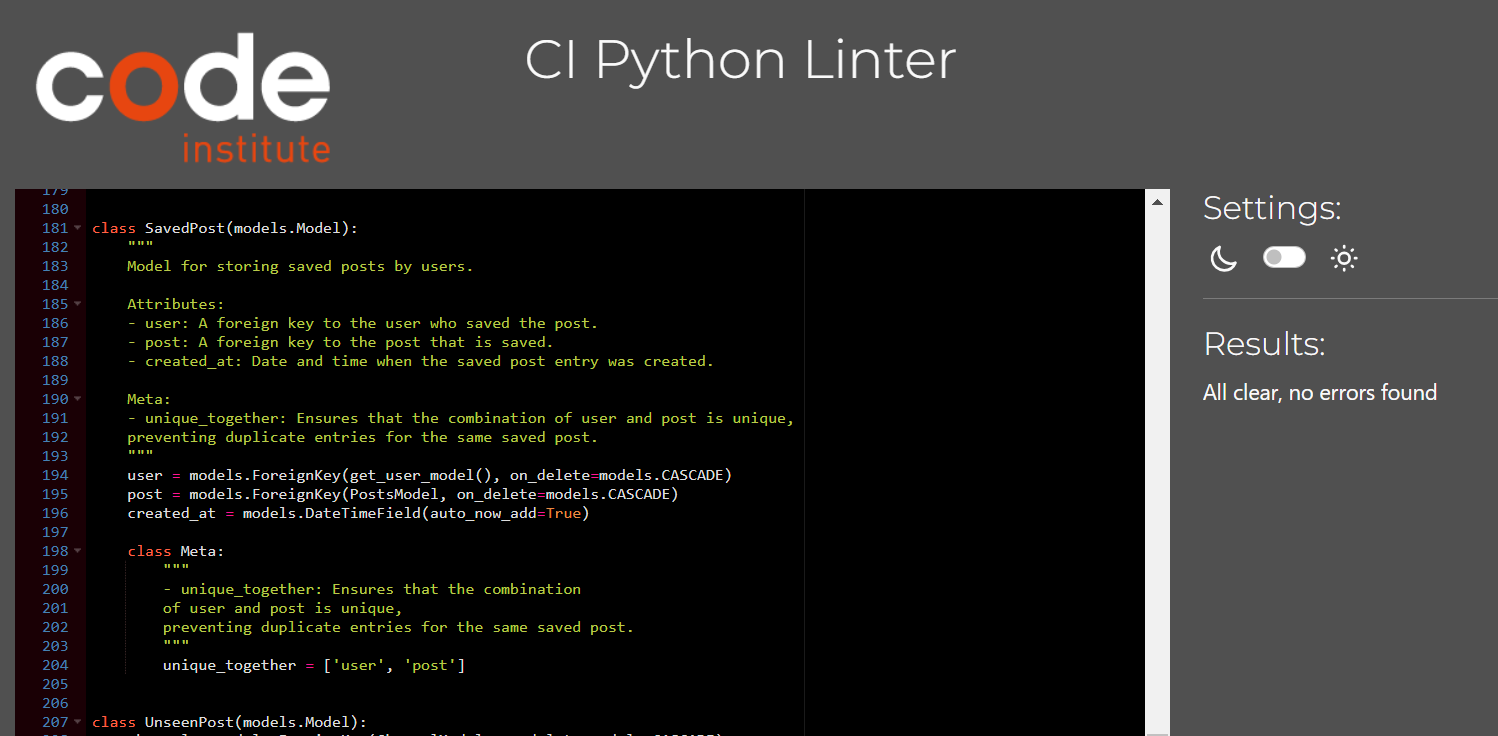 code
institute
CI Python Linter
179
180
181 class SavedPost(models.Model):
182 """
183 Model for storing saved posts by users.
184
185 Attributes:
186 - user: A foreign key to the user who saved the post.
187 - post: A foreign key to the post that is saved.
188 - created_at: Date and time when the saved post entry was created.
189
190 Meta:
191 - unique_together: Ensures that the combination of user and post is unique,
192 preventing duplicate entries for the same saved post.
193 """
194 user = models.ForeignKey(get_user_model(), on_delete=models.CASCADE)
195 post = models.ForeignKey(PostsModel, on_delete=models.CASCADE)
196 created_at = models.DateTimeField(auto_now_add=True)
197
198 class Meta:
199 """
200 - unique_together: Ensures that the combination
201 of user and post is unique,
202 preventing duplicate entries for the same saved post.
203 """
204 unique_together = ['user', 'post']
205
206
207 class UnseenPost(models.Model):
Settings:
Results:
All clear, no errors found